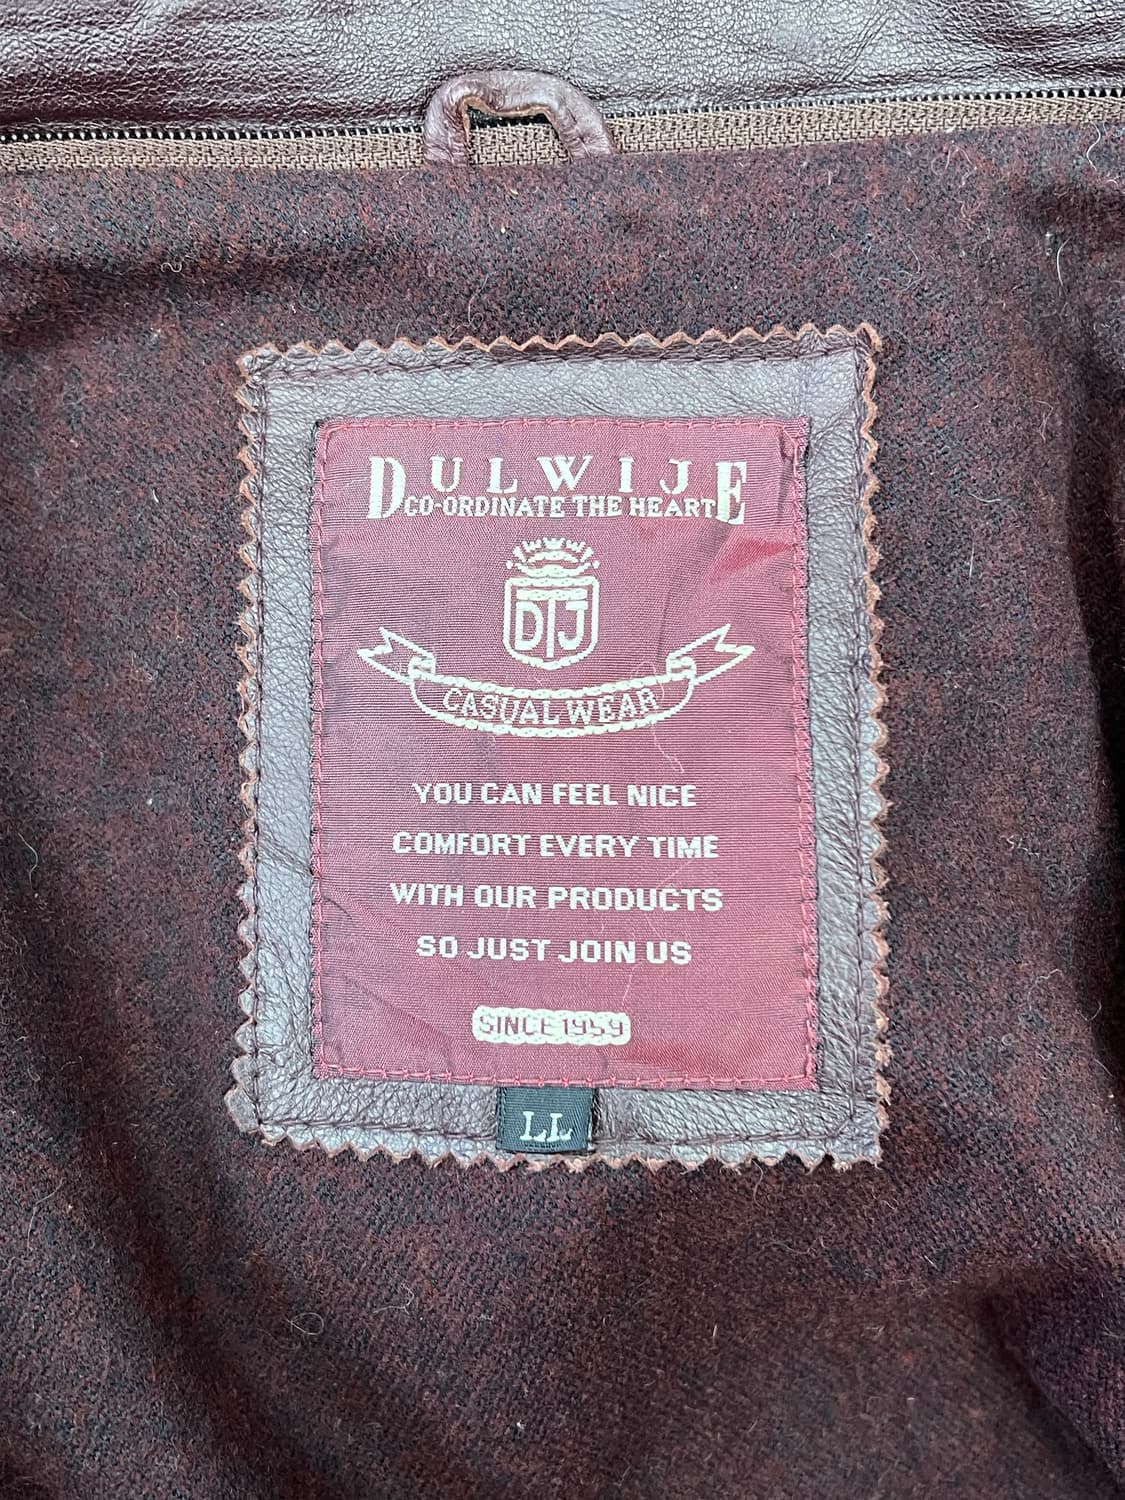 DULWIJE
CO-ORDINATE THE HEART
DTJ
CASUAL WEAR
YOU CAN FEEL NICE
COMFORT EVERY TIME
WITH OUR PRODUCTS
SO JUST JOIN US
SINCE 1959
LL